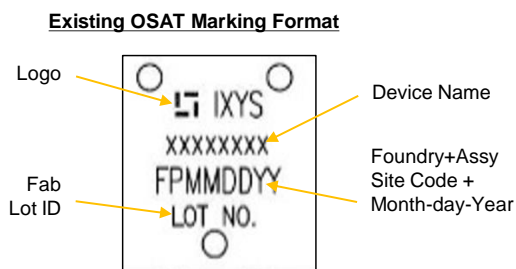 Existing OSAT Marking Format
Logo
IXYS
Device Name
XXXXXXXX
Foundry+Assy
Site Code +
Month-day-Year
FPMMDDYY
Fab
Lot ID
LOT NO.